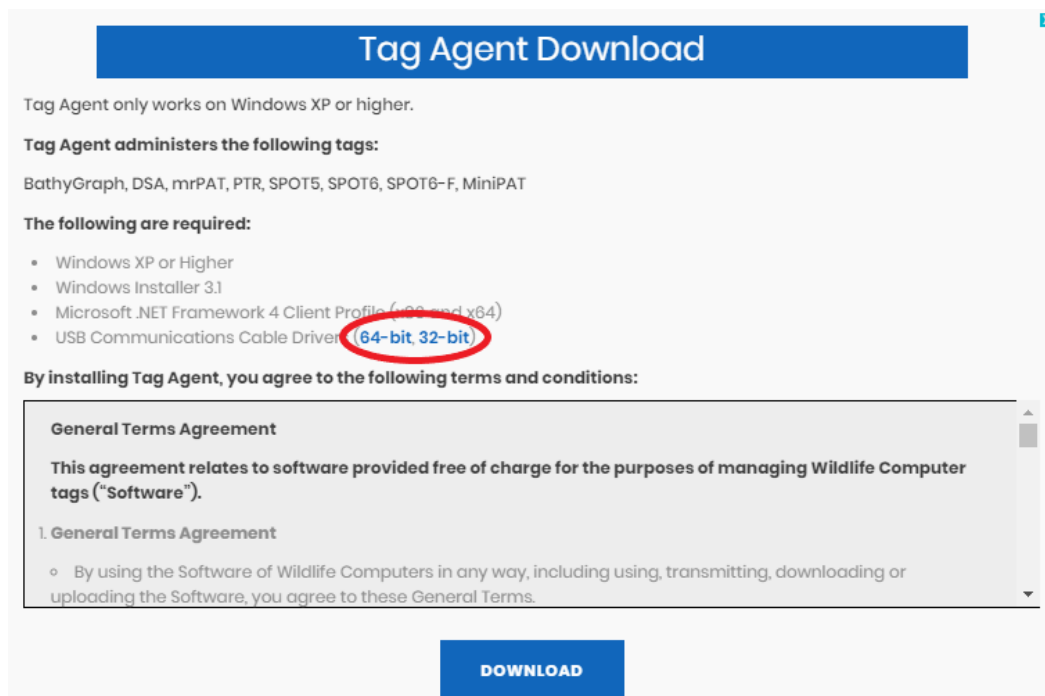 Tag Agent Download
Tag Agent only works on Windows XP or higher.
Tag Agent administers the following tags:
BathyGraph, DSA, mrPAT, PTR, SPOT5, SPOT6, SPOT6-F, MiniPAT
The following are required:
• Windows XP or Higher
• Windows Installer 3.1
• Microsoft .NET Framework 4 Client Profile (x86 and x64)
• USB Communications Cable Driver (64-bit, 32-bit)
By installing Tag Agent, you agree to the following terms and conditions:
General Terms Agreement
This agreement relates to software provided free of charge for the purposes of managing Wildlife Computer
tags (“Software”).
1. General Terms Agreement
◦ By using the Software of Wildlife Computers in any way, including using, transmitting, downloading or
uploading the Software, you agree to these General Terms.
DOWNLOAD